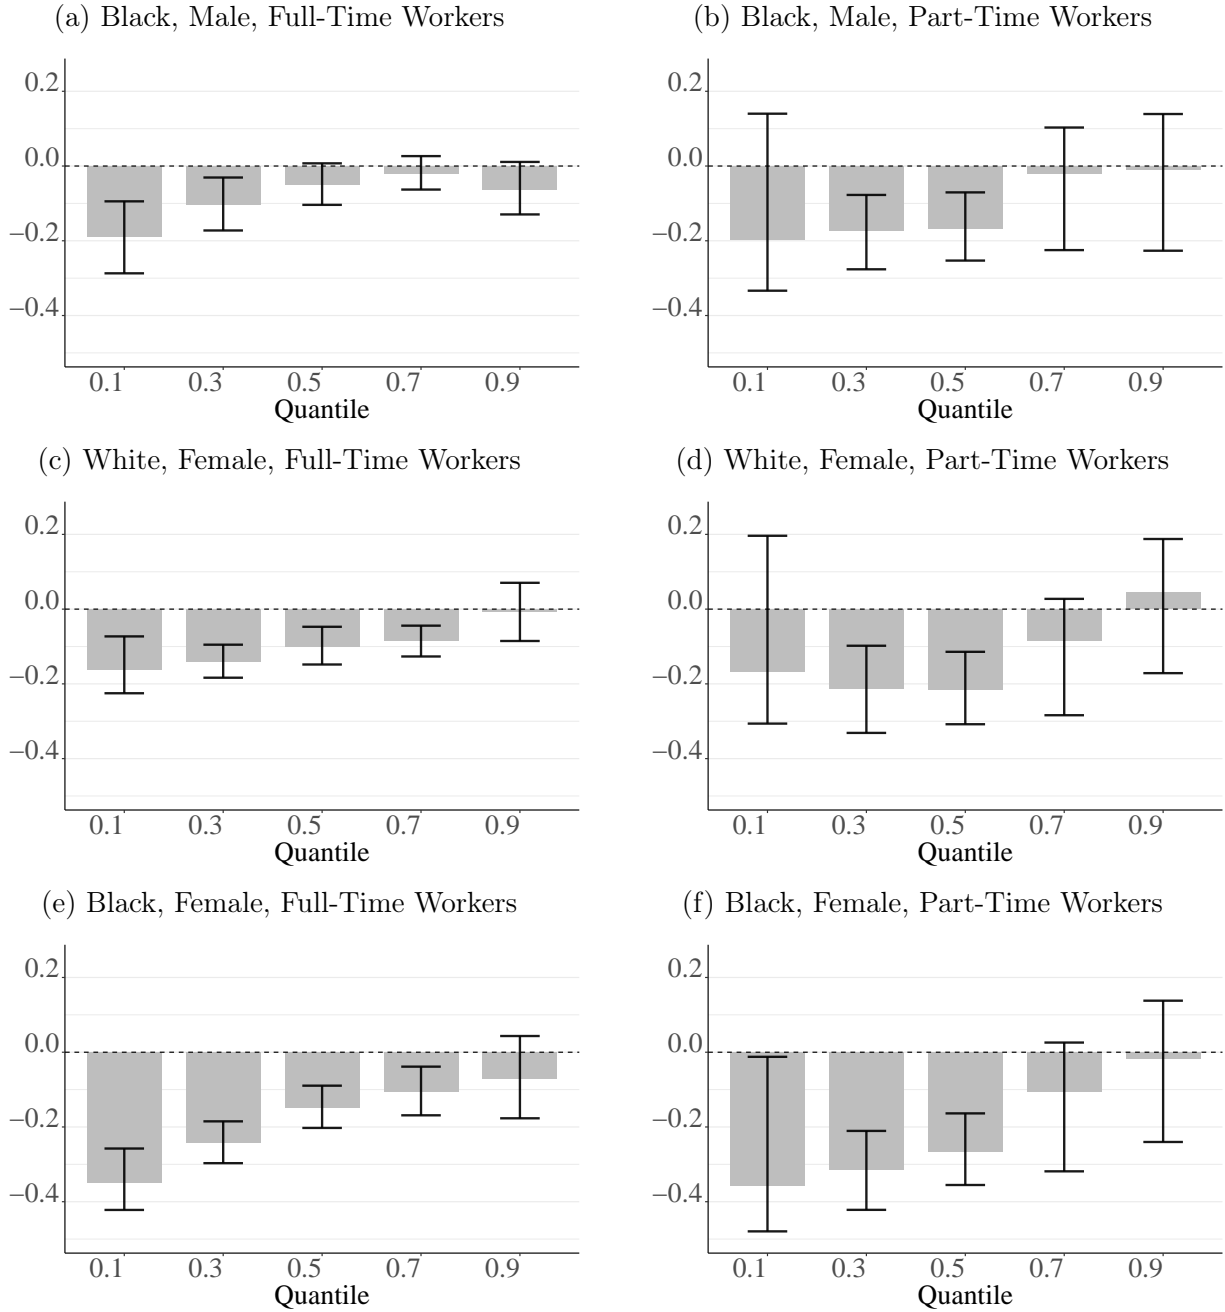 (a) Black, Male, Full-Time Workers
0.2
0.0
−0.2
−0.4
0.1 0.3 0.5 0.7 0.9
Quantile
(b) Black, Male, Part-Time Workers
0.2
0.0
−0.2
−0.4
0.1 0.3 0.5 0.7 0.9
Quantile
(c) White, Female, Full-Time Workers
0.2
0.0
−0.2
−0.4
0.1 0.3 0.5 0.7 0.9
Quantile
(d) White, Female, Part-Time Workers
0.2
0.0
−0.2
−0.4
0.1 0.3 0.5 0.7 0.9
Quantile
(e) Black, Female, Full-Time Workers
0.2
0.0
−0.2
−0.4
0.1 0.3 0.5 0.7 0.9
Quantile
(f) Black, Female, Part-Time Workers
0.2
0.0
−0.2
−0.4
0.1 0.3 0.5 0.7 0.9
Quantile